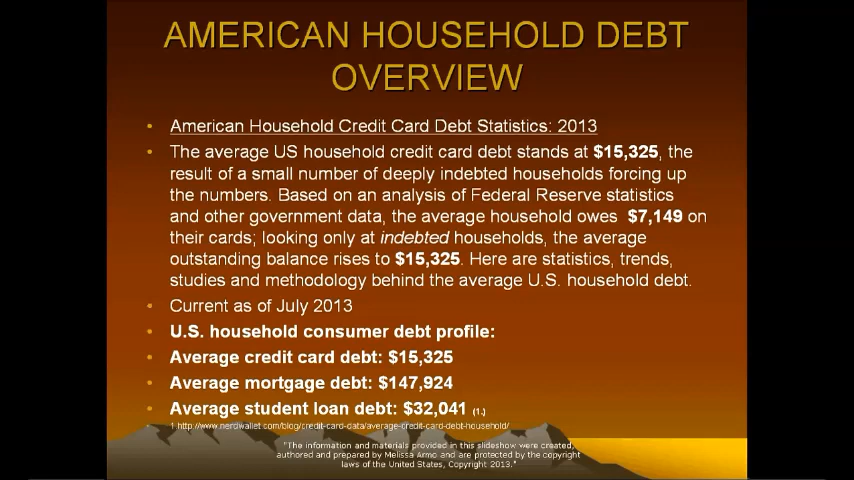 AMERICAN HOUSEHOLD DEBT
OVERVIEW
• American Household Credit Card Debt Statistics: 2013
• The average US household credit card debt stands at $15,325, the
result of a small number of deeply indebted households forcing up
the numbers. Based on an analysis of Federal Reserve statistics
and other government data, the average household owes $7,149 on
their cards; looking only at indebted households, the average
outstanding balance rises to $15,325. Here are statistics, trends,
studies and methodology behind the average U.S. household debt.
• Current as of July 2013
• U.S. household consumer debt profile:
• Average credit card debt: $15,325
• Average mortgage debt: $147,924
• Average student loan debt: $32,041 (1.)
• 1 http://www.nerdwallet.com/blog/credit-card-data/average-credit-card-debt-household/
"The information and materials provided in this slideshow were created,
authored and prepared by Melissa Armo and are protected by the copyright
laws of the United States, Copyright 2013."